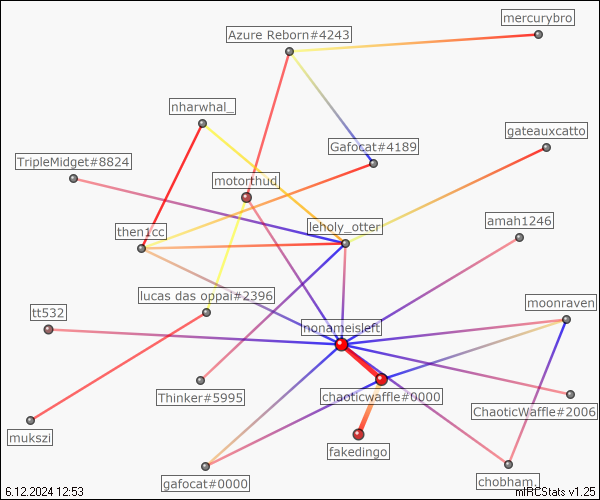 mercurybro
Azure Reborn#4243
nharwhal_
gateauxcatto
Gafocat#4189
TripleMidget#8824
motorthud
amah1246
leholy_otter
then1cc
lucas das oppai#2396
moonraven
tt532
nonameisleft
Thinker#5995
chaoticwaffle#0000
ChaoticWaffle#2006
mukszi
fakedingo
gafocat#0000
chobham.
6.12.2024 12:53
mIRCStats v1.25